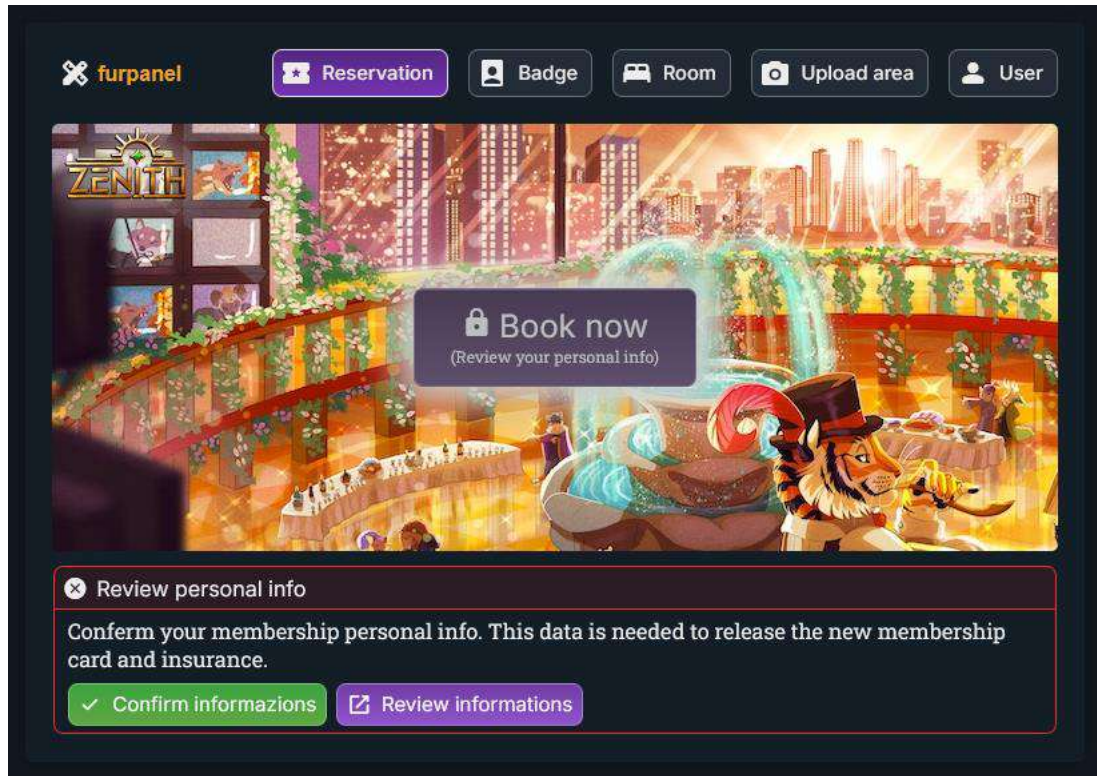 furpanel
Reservation
Badge
Room
Upload area
User
ZENITH
Book now
(Review your personal info)
Review personal info
Conferm your membership personal info. This data is needed to release the new membership
card and insurance.
Confirm informazions
Review informations